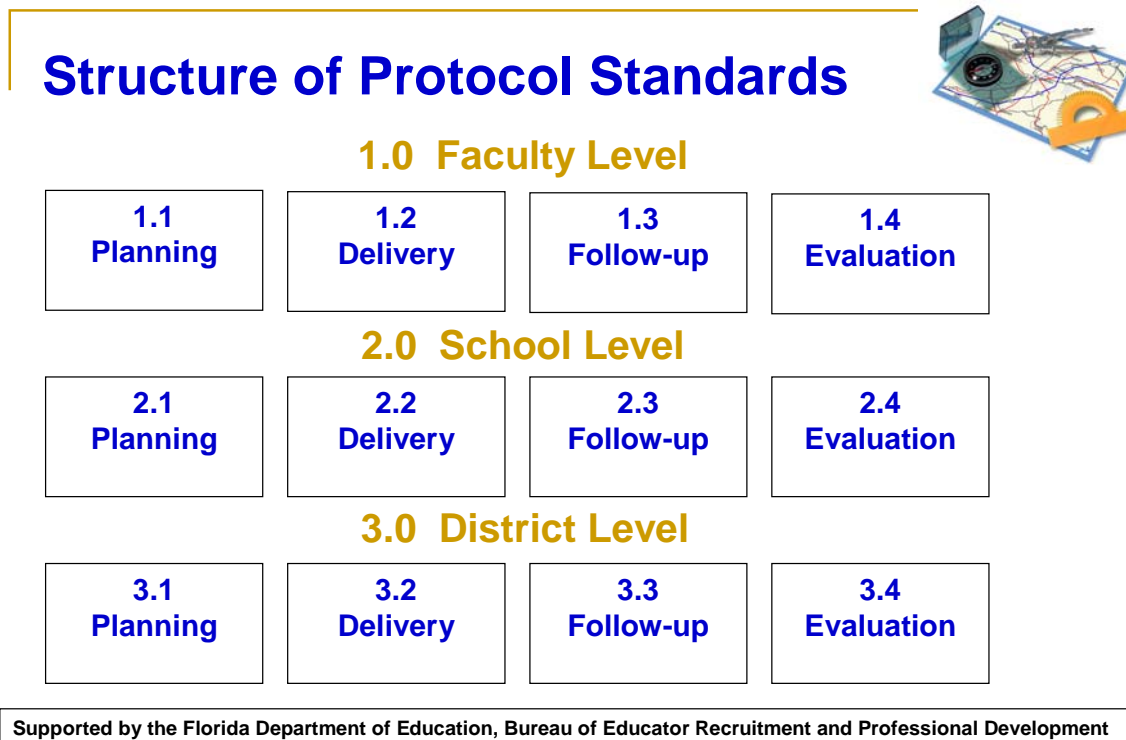 Structure of Protocol Standards
1.0 Faculty Level
1.1
Planning
1.2
Delivery
1.3
Follow-up
1.4
Evaluation
2.0 School Level
2.1
Planning
2.2
Delivery
2.3
Follow-up
2.4
Evaluation
3.0 District Level
3.1
Planning
3.2
Delivery
3.3
Follow-up
3.4
Evaluation
Supported by the Florida Department of Education, Bureau of Educator Recruitment and Professional Development